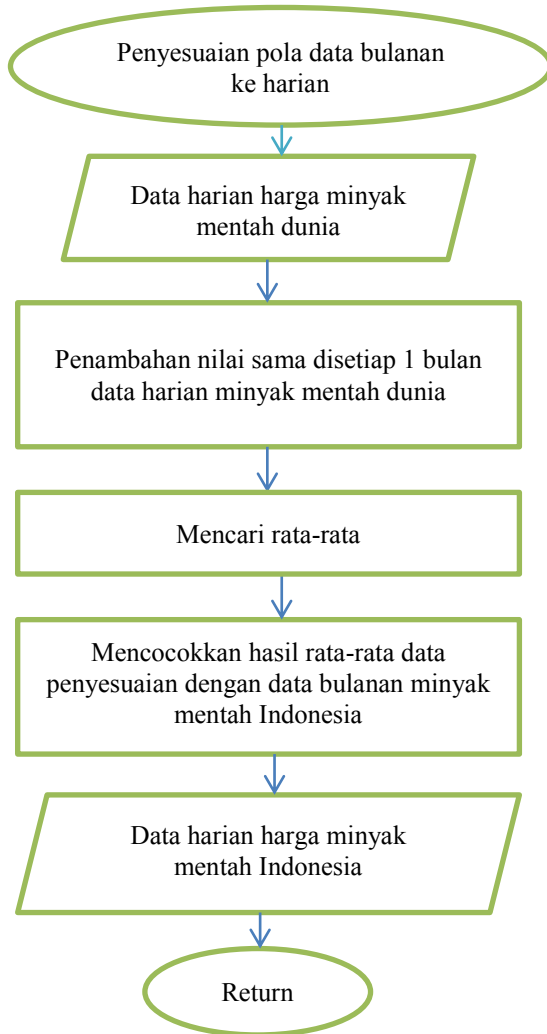 Penyesuaian pola data bulanan
ke harian
Data harian harga minyak
mentah dunia
Penambahan nilai sama disetiap 1 bulan
data harian minyak mentah dunia
Mencari rata-rata
Mencocokkan hasil rata-rata data
penyesuaian dengan data bulanan minyak
mentah Indonesia
Data harian harga minyak
mentah Indonesia
Return